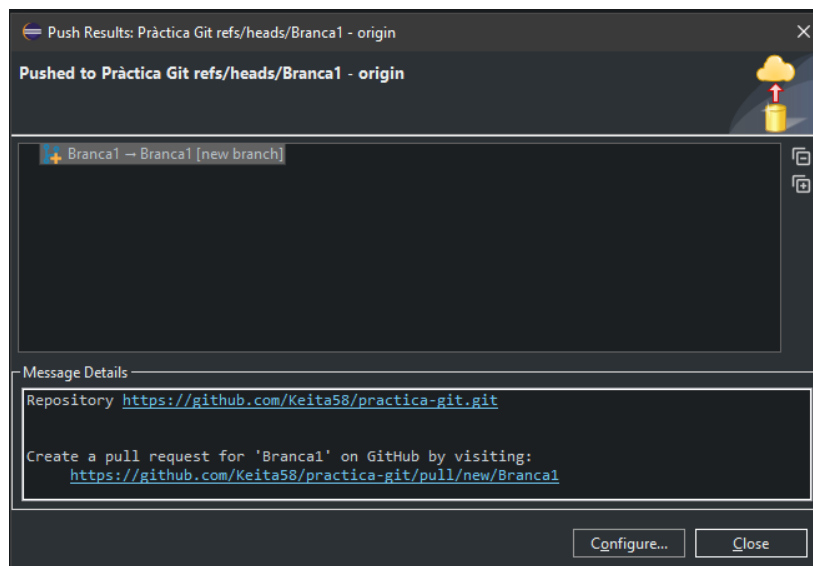 Push Results: Pràctica Git refs/heads/Branca1 - origin
Pushed to Pràctica Git refs/heads/Branca1 - origin
Branca1 → Branca1 [new branch]
Message Details
Repository https://github.com/Keita58/practica-git.git
Create a pull request for 'Branca1' on GitHub by visiting:
https://github.com/Keita58/practica-git/pull/new/Branca1
Configure... Close